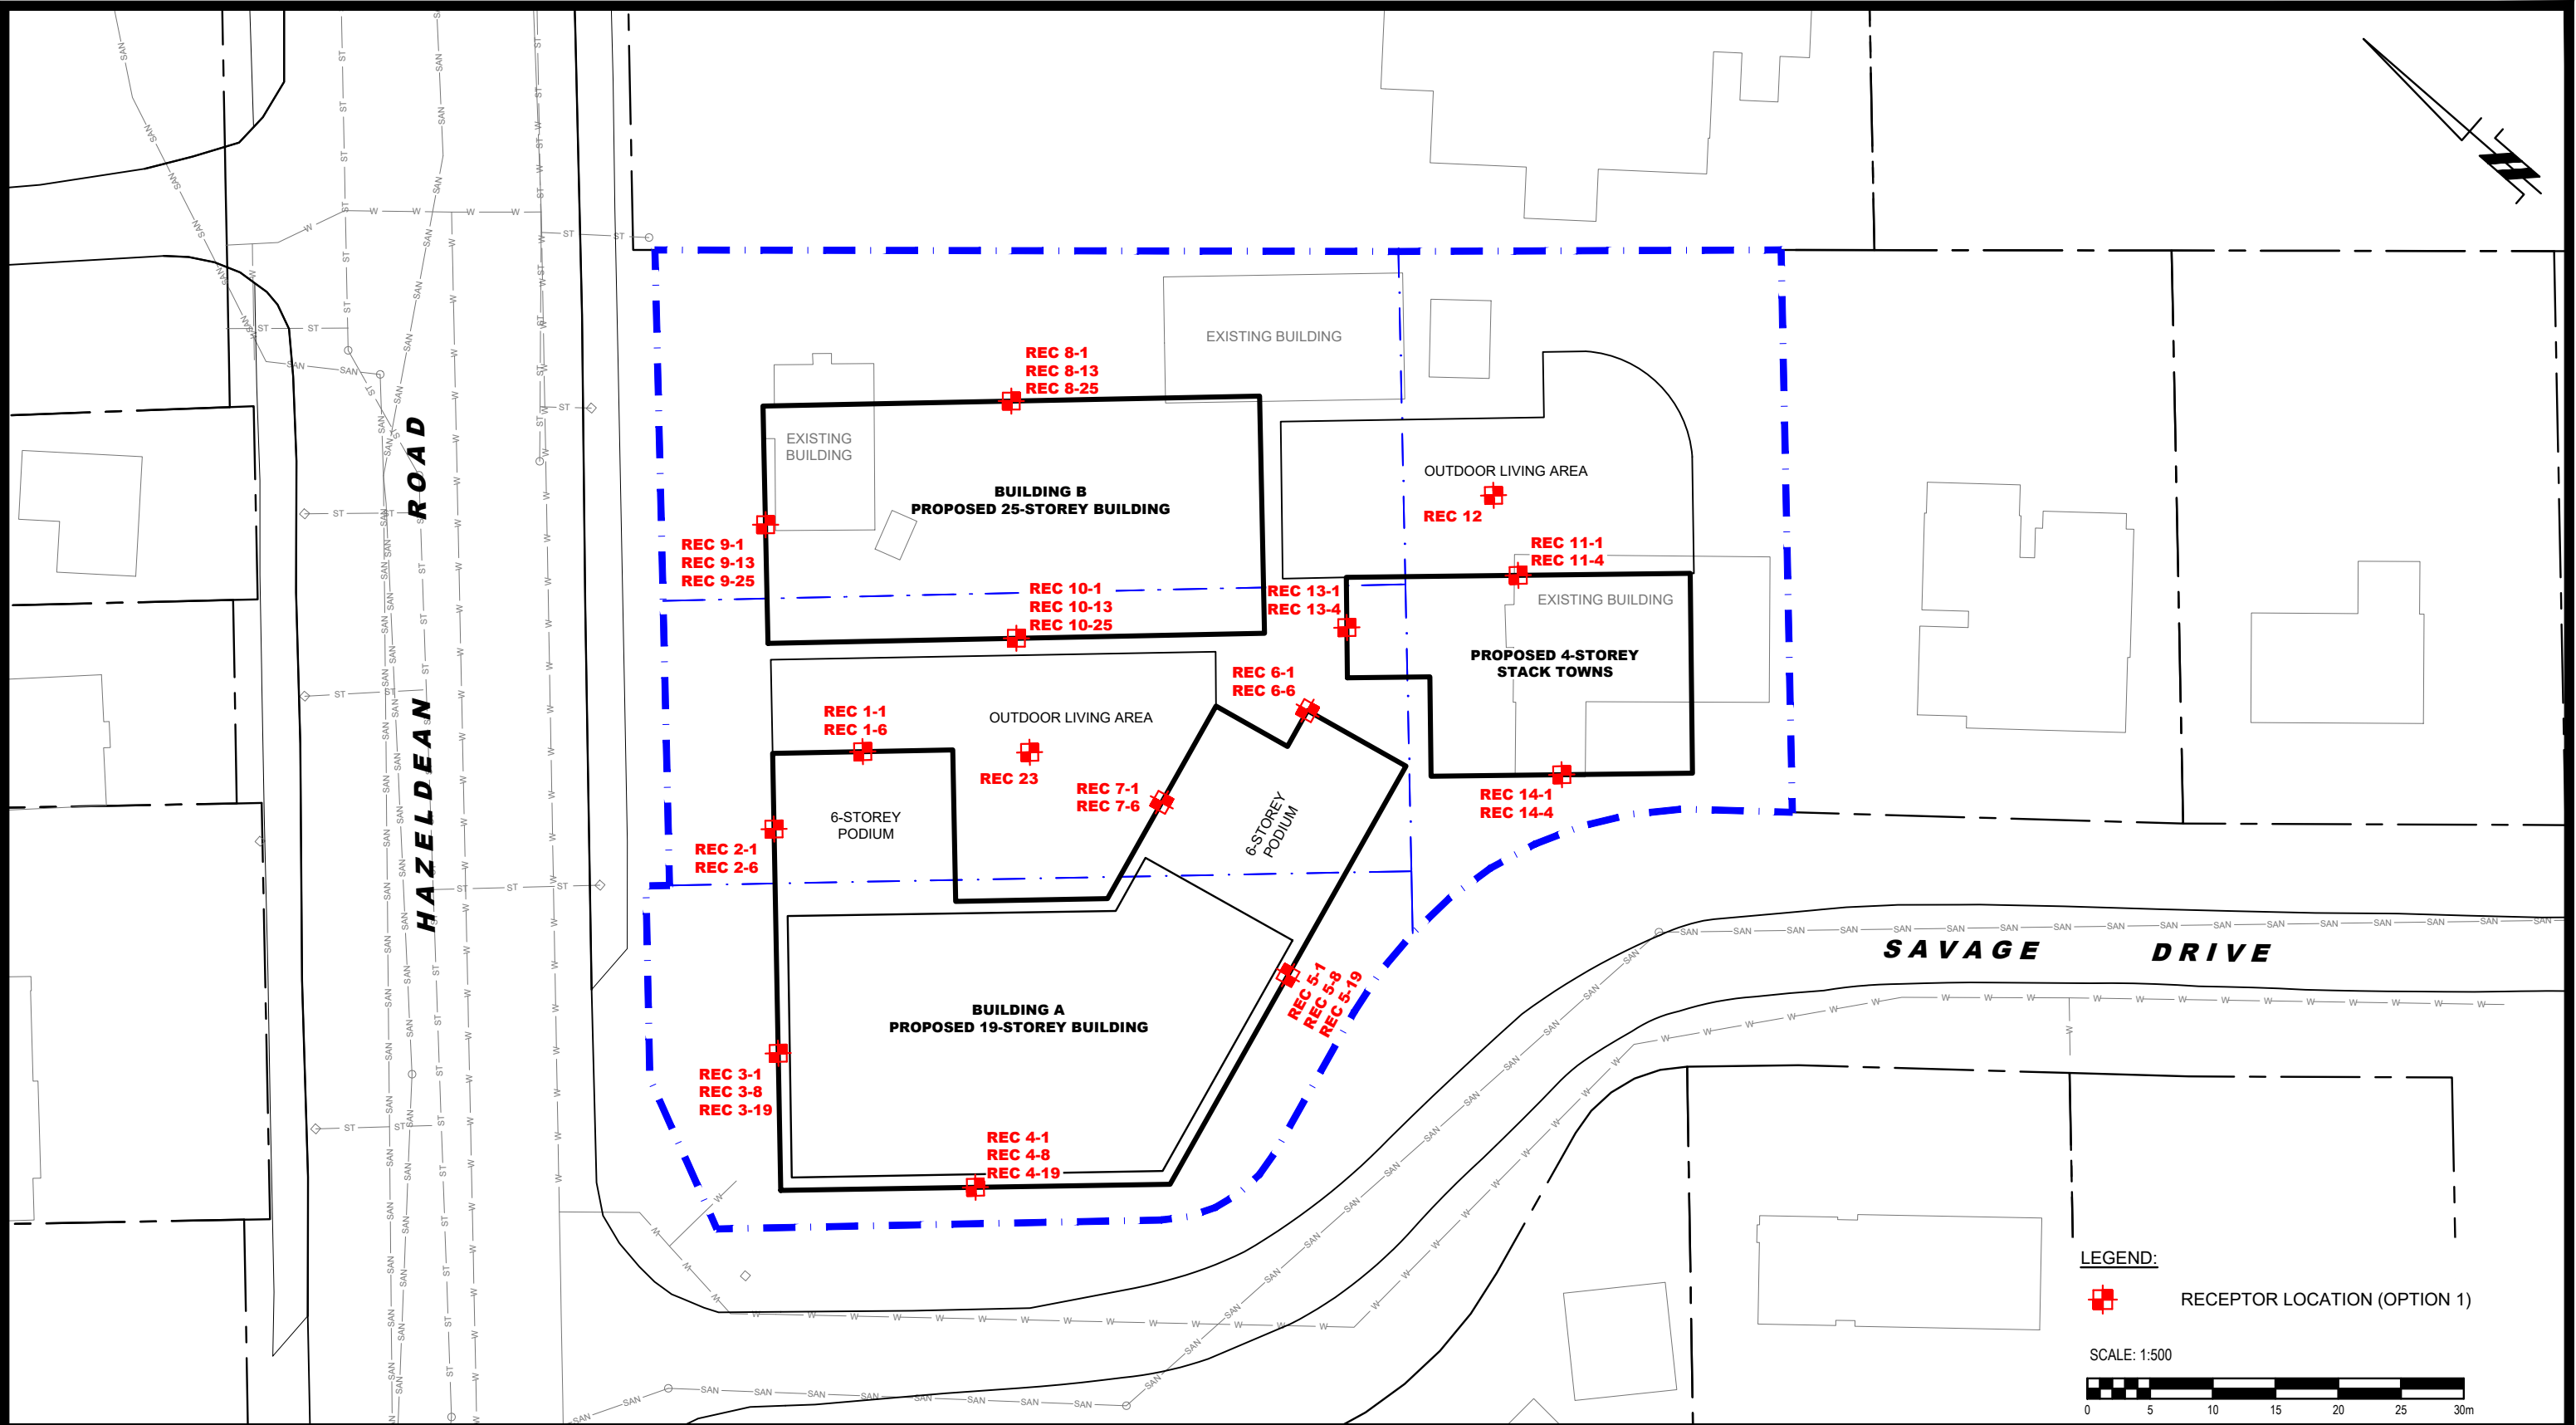 EXISTING BUILDING
REC 8-1
REC 8-13
REC 8-25
EXISTING
BUILDING
BUILDING B
PROPOSED 25-STOREY BUILDING
OUTDOOR LIVING AREA
REC 12
REC 9-1
REC 9-13
REC 9-25
REC 10-1
REC 10-13
REC 10-25
REC 11-1
REC 11-4
REC 13-1
REC 13-4
EXISTING BUILDING
PROPOSED 4-STOREY
STACK TOWNS
REC 6-1
REC 6-6
REC 1-1
REC 1-6
OUTDOOR LIVING AREA
REC 23
REC 7-1
REC 7-6
REC 14-1
REC 14-4
6-STOREY
PODIUM
6-STOREY
PODIUM
REC 2-1
REC 2-6
HAZELDEAN ROAD
SAVAGE DRIVE
REC 5-1
REC 5-8
REC 5-19
BUILDING A
PROPOSED 19-STOREY BUILDING
REC 3-1
REC 3-8
REC 3-19
REC 4-1
REC 4-8
REC 4-19
LEGEND:
RECEPTOR LOCATION (OPTION 1)
SCALE: 1:500
0 5 10 15 20 25 30m